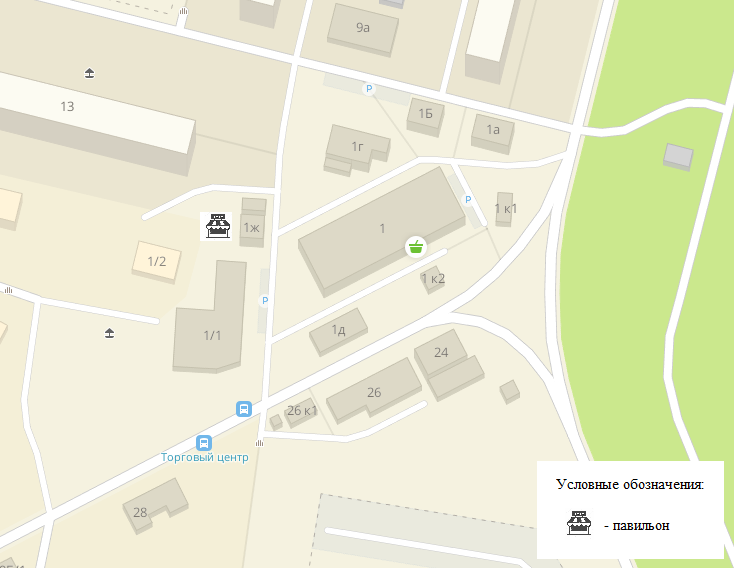 9а
Р
13
1Б
1а
1г
Р
1 к1
1ж
1
1/2
1 к2
Р
1/1
1д
24
26
26 к1
Торговый центр
Условные обозначения:
28
- павильон